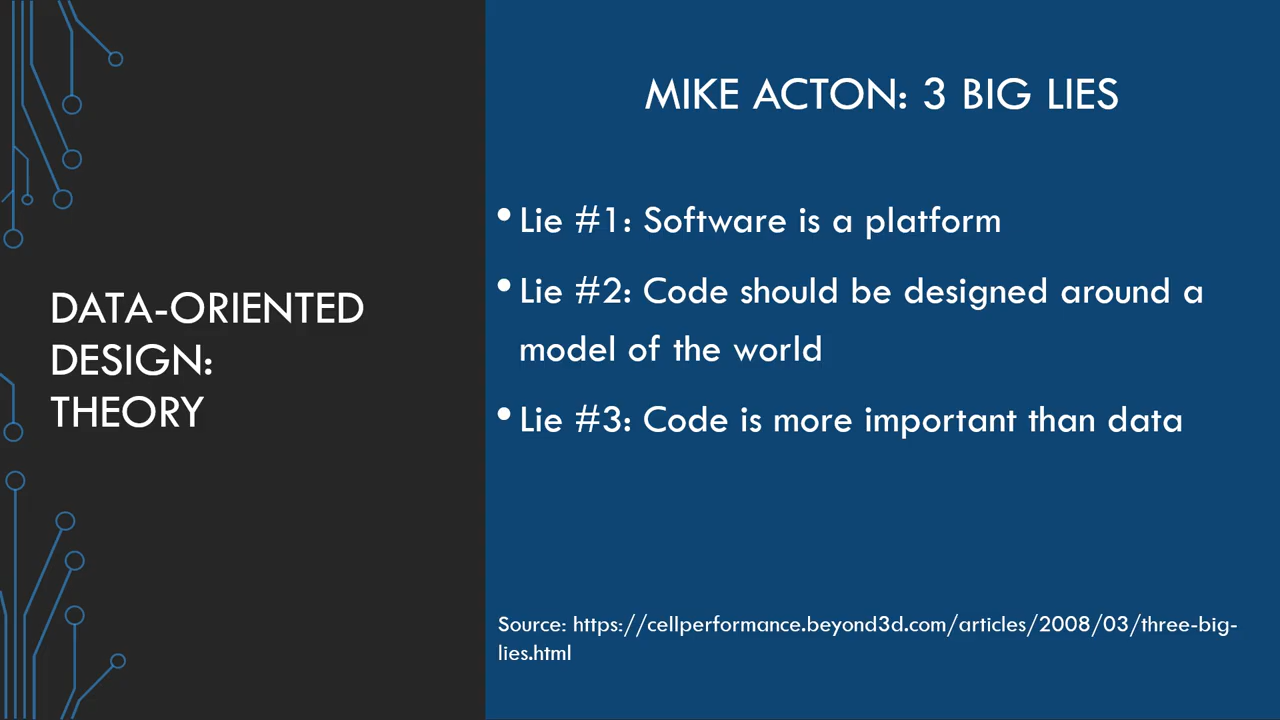 DATA-ORIENTED
DESIGN:
THEORY
MIKE ACTON: 3 BIG LIES
• Lie #1: Software is a platform
• Lie #2: Code should be designed around a
model of the world
• Lie #3: Code is more important than data
Source: https://cellperformance.beyond3d.com/articles/2008/03/three-big-
lies.html